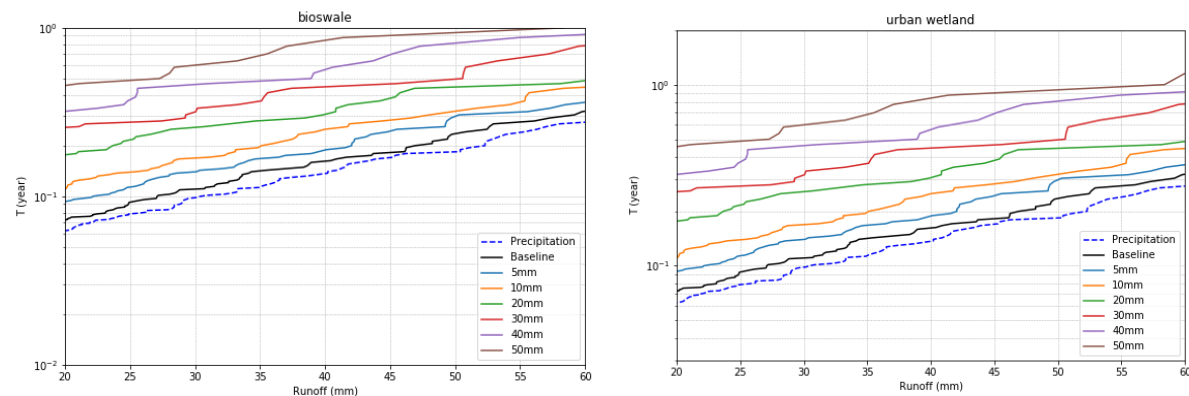 bioswale
10⁰
10⁻¹
10⁻²
T (year)
20 25 30 35 40 45 50 55 60
Runoff (mm)
Precipitation
Baseline
5mm
10mm
20mm
30mm
40mm
50mm
urban wetland
10⁰
10⁻¹
T (year)
20 25 30 35 40 45 50 55 60
Runoff (mm)
Precipitation
Baseline
5mm
10mm
20mm
30mm
40mm
50mm